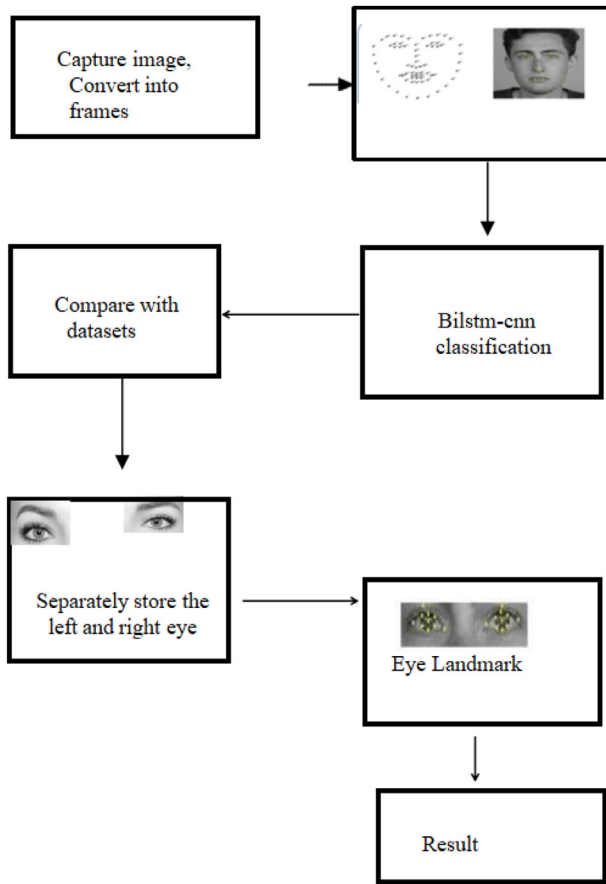 Capture image,
Convert into
frames
Bilstm-cnn
classification
Compare with
datasets
Separately store the
left and right eye
Eye Landmark
Result